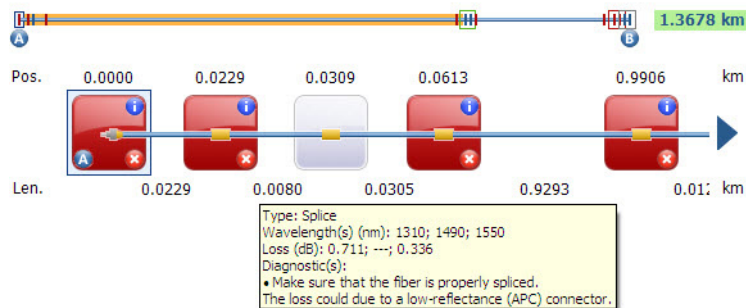 1.3678 km
A
B
Pos. 0.0000 0.0229 0.0309 0.0613 0.9906 km
i i i i
A
Len. 0.0229 0.0080 0.0305 0.9293 0.01 km
Type: Splice
Wavelength(s) (nm): 1310; 1490; 1550
Loss (dB): 0.711; ---; 0.336
Diagnostic(s):
• Make sure that the fiber is properly spliced.
The loss could due to a low-reflectance (APC) connector.